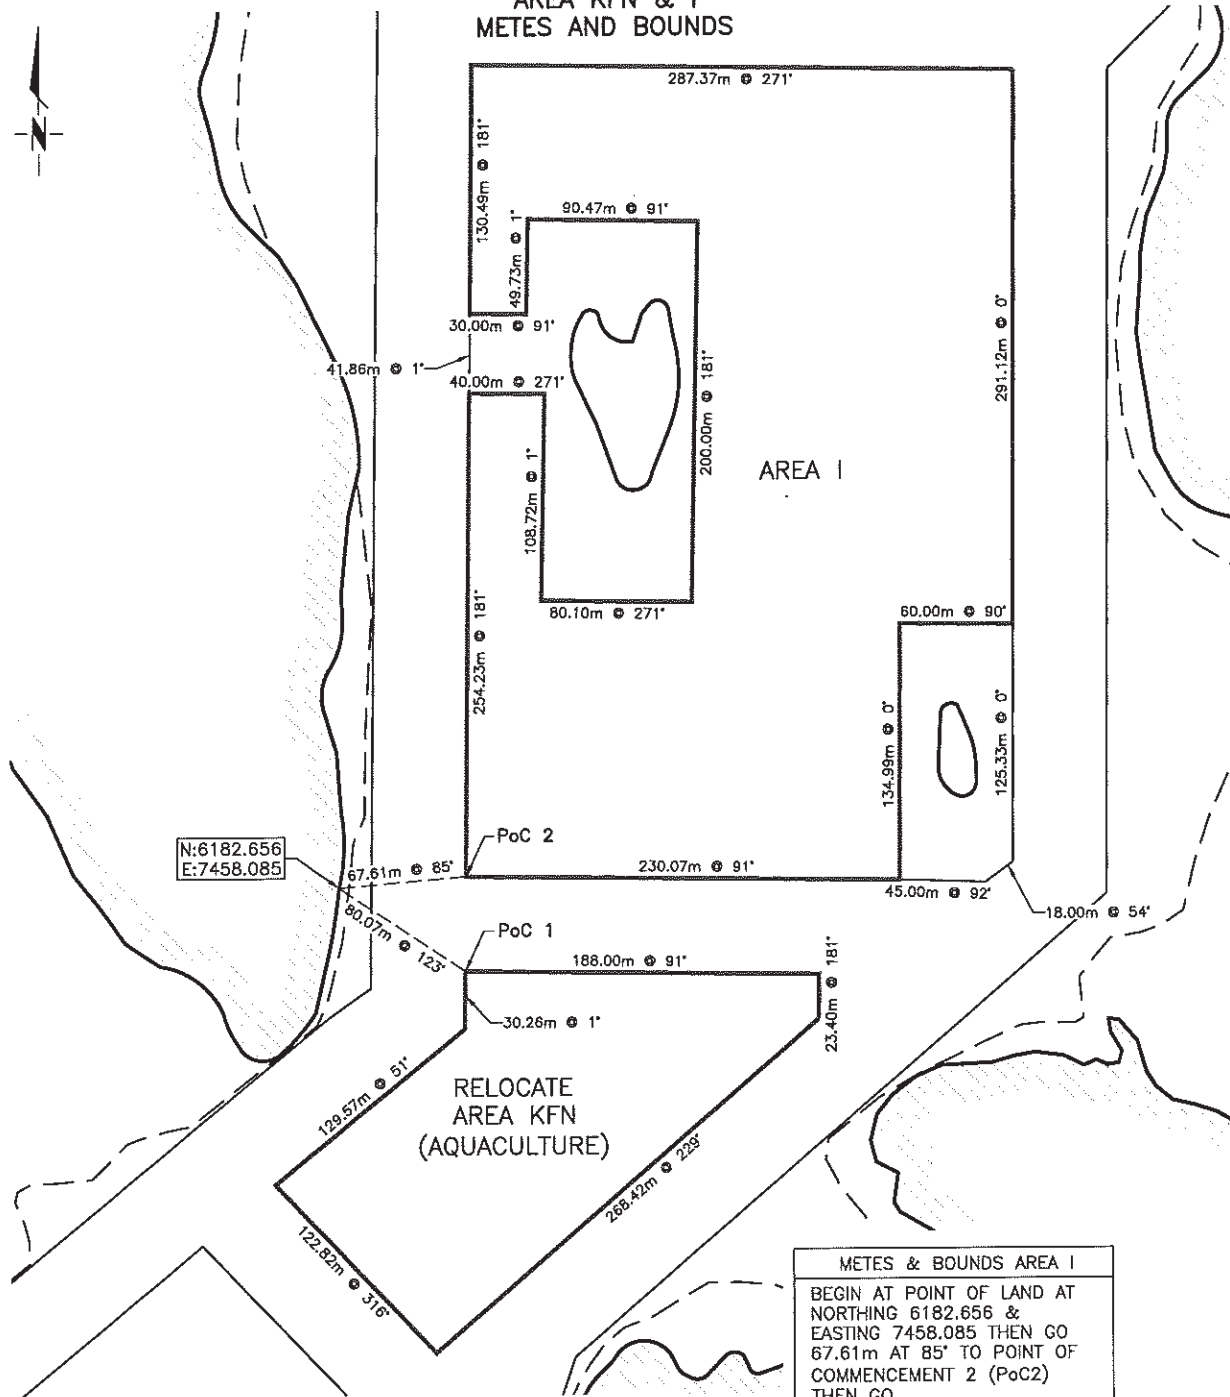 AREA KFN & I
METES AND BOUNDS
N
287.37m @ 271°
130.49m @ 181°
90.47m @ 91°
49.73m @ 1°
30.00m @ 91°
41.86m @ 1°
40.00m @ 271°
291.12m @ 0°
200.00m @ 181°
AREA I
108.72m @ 1°
80.10m @ 271°
60.00m @ 90°
254.23m @ 181°
134.99m @ 0°
125.33m @ 0°
PoC 2
N:6182.656
E:7458.085
67.61m @ 85°
230.07m @ 91°
45.00m @ 92°
18.00m @ 54°
80.07m @ 123°
PoC 1
188.00m @ 91°
23.40m @ 181°
30.26m @ 1°
129.57m @ 51°
RELOCATE
AREA KFN
(AQUACULTURE)
268.42m @ 229°
122.82m @ 316°
METES & BOUNDS AREA I
BEGIN AT POINT OF LAND AT
NORTHING 6182.656 &
EASTING 7458.085 THEN GO
67.61m AT 85° TO POINT OF
COMMENCEMENT 2 (PoC2)
THEN GO